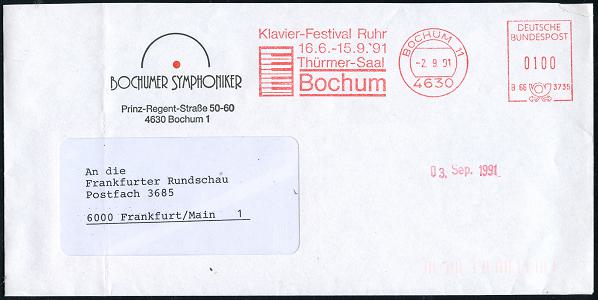 BOCHUMER SYMPHONIKER
Prinz-Regent-Straße 50-60
4630 Bochum 1
Klavier-Festival Ruhr
16.6.-15.9.'91
Thürmer-Saal
Bochum
BOCHUM 11
-2.9.91
4630
DEUTSCHE
BUNDESPOST
0100
B 66 3735
03. Sep. 1991
An die
Frankfurter Rundschau
Postfach 3685
6000 Frankfurt/Main 1